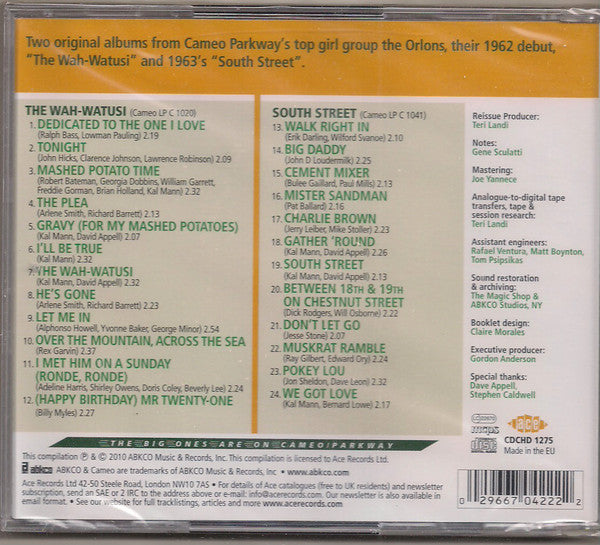 Two original albums from Cameo Parkway's top girl group the Orlons, their 1962 debut,
"The Wah-Watusi" and 1963's "South Street".
THE WAH-WATUSI (Cameo LP C 1020)
1. DEDICATED TO THE ONE I LOVE
(Ralph Bass, Lowman Pauling) 2.19
2. TONIGHT
(John Hicks, Clarence Johnson, Lawrence Robinson) 2.09
3. MASHED POTATO TIME
(Robert Bateman, Georgia Dobbins, William Garrett,
Freddie Gorman, Brian Holland, Kal Mann) 2.32
4. THE PLEA
(Arlene Smith, Richard Barrett) 2.13
5. GRAVY (FOR MY MASHED POTATOES)
(Kal Mann, David Appell) 2.13
6. I'LL BE TRUE
(Kal Mann) 2.32
7. THE WAH-WATUSI
(Kal Mann, David Appell) 2.32
8. HE'S GONE
(Arlene Smith, Richard Barrett) 2.23
9. LET ME IN
(Alphonso Howell, Yvonne Baker, George Minor) 2.54
10. OVER THE MOUNTAIN, ACROSS THE SEA
(Rex Garvin) 2.37
11. I MET HIM ON A SUNDAY
(RONDE, RONDE)
(Adeline Harris, Shirley Owens, Doris Coley, Beverly Lee) 2.24
12. (HAPPY BIRTHDAY) MR TWENTY-ONE
(Billy Myles) 2.27
SOUTH STREET (Cameo LP C 1041)
13. WALK RIGHT IN
(Erik Darling, Wilford Svanoe) 2.10
14. BIG DADDY
(John D Loudermilk) 2.25
15. CEMENT MIXER
(Bulee Gaillard, Paul Mills) 2.13
16. MISTER SANDMAN
(Pat Ballard) 2.16
17. CHARLIE BROWN
(Jerry Leiber, Mike Stoller) 2.23
18. GATHER 'ROUND
(Kal Mann, David Appell) 2.26
19. SOUTH STREET
(Kal Mann, David Appell) 2.13
20. BETWEEN 18TH & 19TH
ON CHESTNUT STREET
(Dick Rodgers, Will Osborne) 2.22
21. DON'T LET GO
(Jesse Stone) 2.07
22. MUSKRAT RAMBLE
(Ray Gilbert, Edward Ory) 2.24
23. POKEY LOU
(Jon Sheldon, Dave Leon) 2.32
24. WE GOT LOVE
(Kal Mann, Bernard Lowe) 2.17
Reissue Producer:
Teri Landi
Notes:
Gene Sculatti
Mastering:
Joe Yannece
Analogue-to-digital tape
transfers, tape &
session research:
Teri Landi
Assistant engineers:
Rafael Ventura, Matt Boynton,
Tom Psipsikas
Sound restoration
& archiving:
The Magic Shop &
ABKCO Studios, NY
Booklet design:
Claire Morales
Executive producer:
Gordon Anderson
Special thanks:
Dave Appell,
Stephen Caldwell
ace
CDCHD 1275
Made in the EU
THE BIG ONES ARE ON CAMEO/PARKWAY
This compilation ℗ & © 2010 ABKCO Music & Records, Inc. This compilation is licensed to Ace Records Ltd.
abkco ABKCO & Cameo are trademarks of ABKCO Music & Records, Inc. • www.abkco.com
Ace Records Ltd 42-50 Steele Road, London NW10 7AS • For details of Ace catalogues (free to UK residents) and newsletter
subscription, send an SAE or 2 IRC to the address above or e-mail: info@acerecords.com. Our newsletter is also available from our
website • See our website for full trackistings, articles and record news: www.acerecords.com
0 29667 04222 2